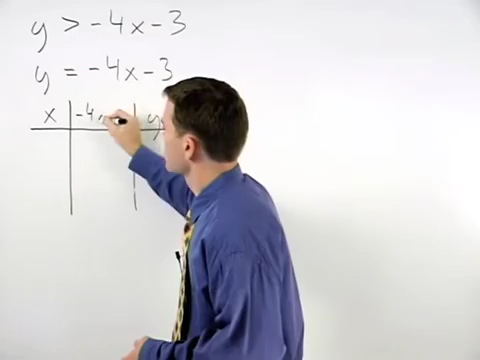 y > -4x - 3
y = -4x - 3
x -4 y